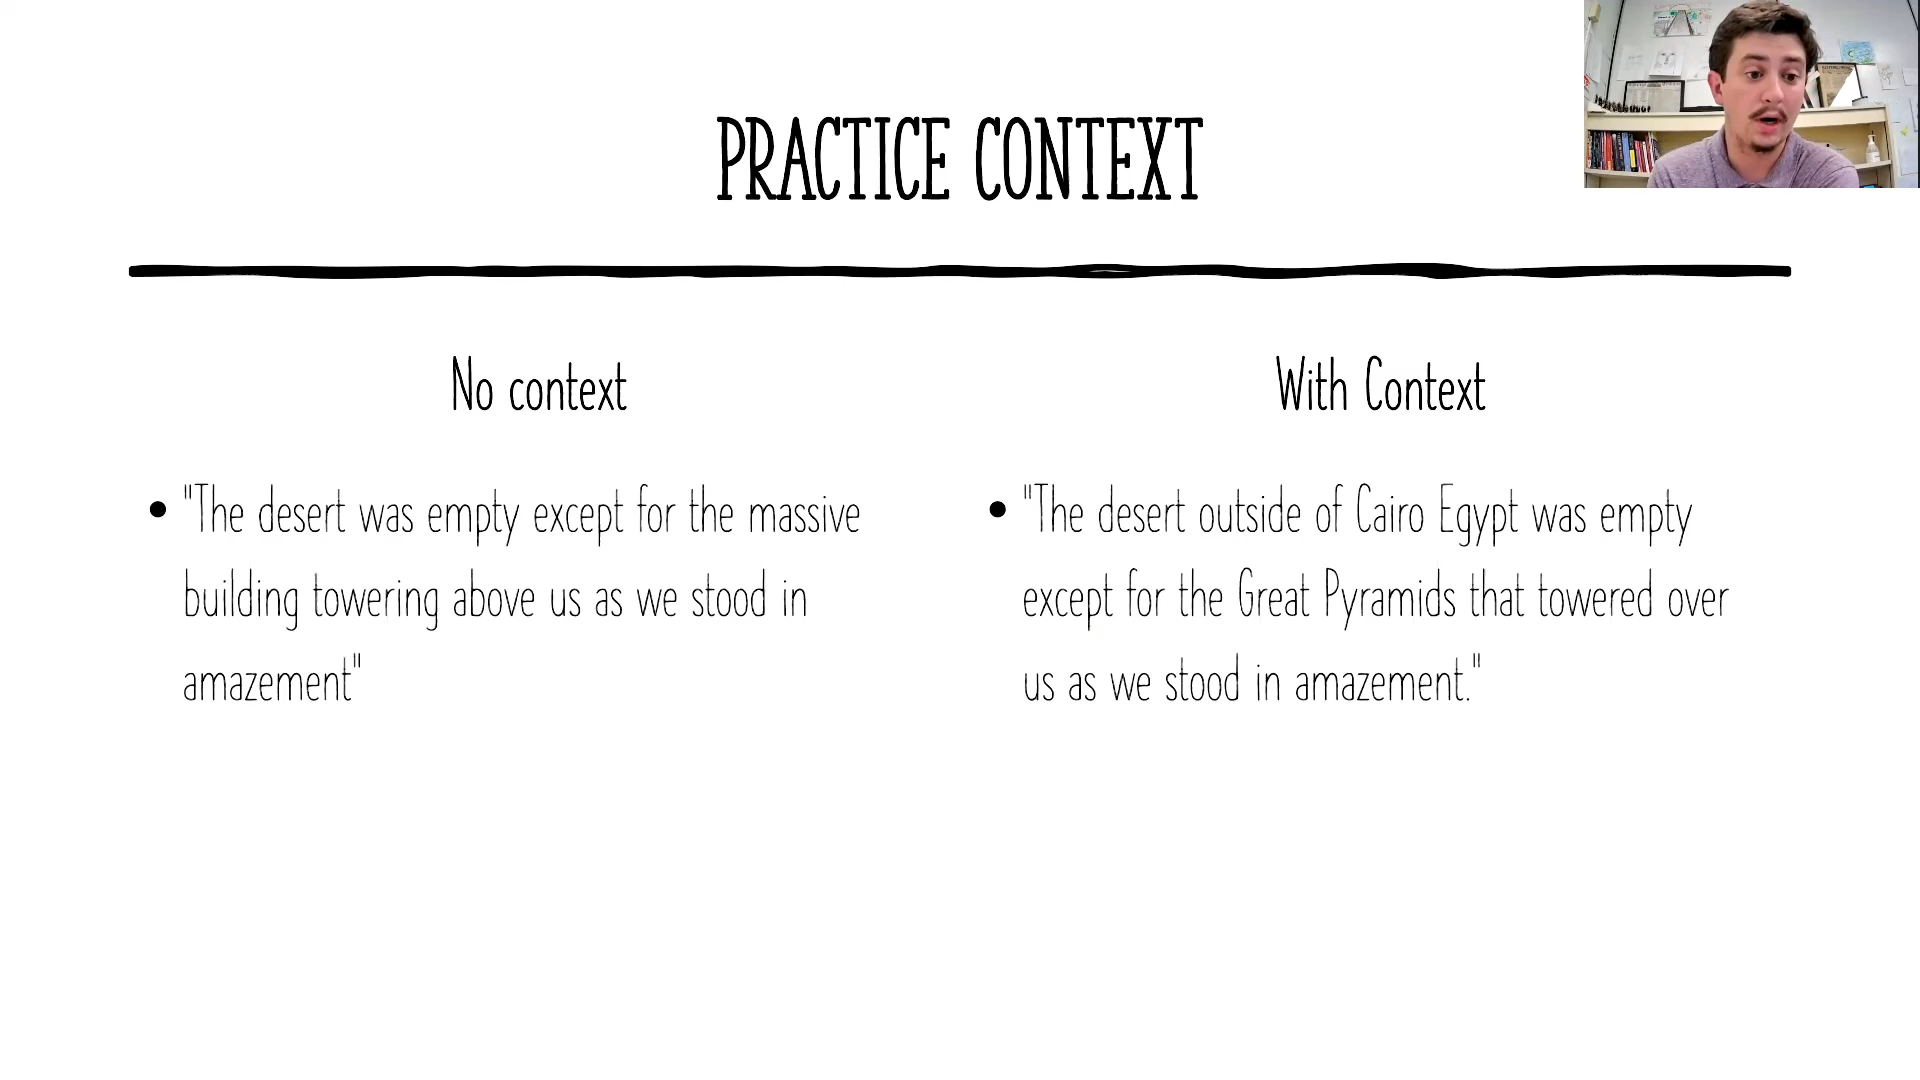 PRACTICE CONTEXT
No context
"The desert was empty except for the massive
building towering above us as we stood in
amazement"
With Context
"The desert outside of Cairo Egypt was empty
except for the Great Pyramids that towered over
us as we stood in amazement."